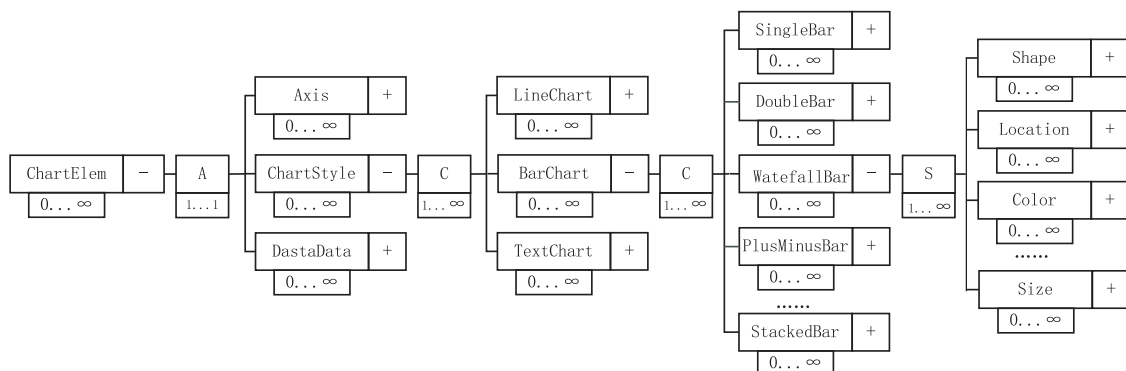 ChartElem −
0... ∞
A
1...1
Axis +
0... ∞
ChartStyle −
0... ∞
DastaData +
0... ∞
C
1... ∞
LineChart +
0... ∞
BarChart −
0... ∞
TextChart +
0... ∞
C
1... ∞
SingleBar +
0... ∞
DoubleBar +
0... ∞
WatefallBar −
0... ∞
PlusMinusBar +
0... ∞
......
StackedBar +
0... ∞
S
1... ∞
Shape +
0... ∞
Location +
0... ∞
Color +
0... ∞
......
Size +
0... ∞